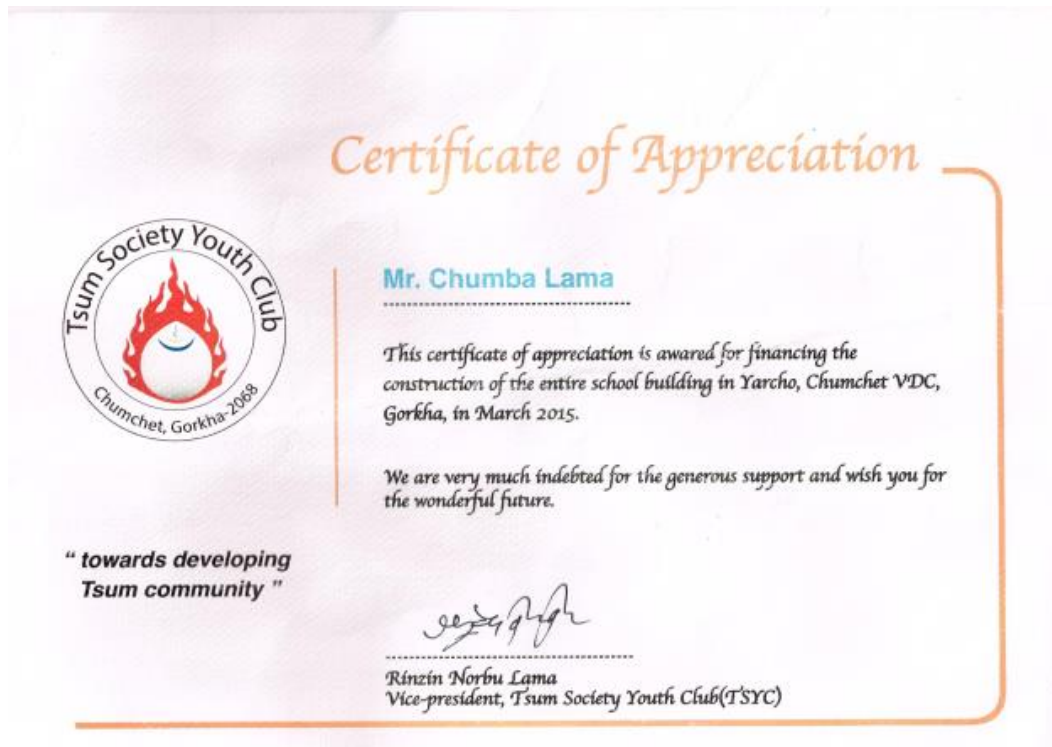 Certificate of Appreciation
Tsum Society Youth Club
Chumchet, Gorkha-2068
Mr. Chumba Lama
This certificate of appreciation is awared for financing the
construction of the entire school building in Yarcho, Chumchet VDC,
Gorkha, in March 2015.
We are very much indebted for the generous support and wish you for
the wonderful future.
“ towards developing
Tsum community ”
Rinzin Norbu Lama
Vice-president, Tsum Society Youth Club(TSYC)